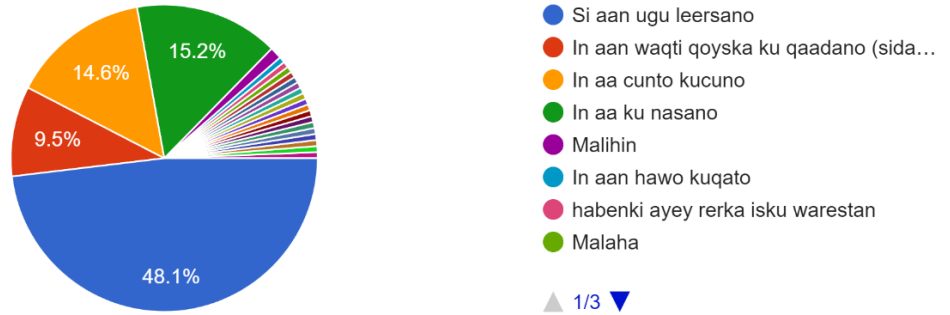 15.2%
14.6%
9.5%
48.1%
Si aan ugu leersano
In aan waqti qoyska ku qaadano (sida…
In aa cunto kucuno
In aa ku nasano
Malihin
In aan hawo kuqato
habenki ayey rerka isku warestan
Malaha
1/3